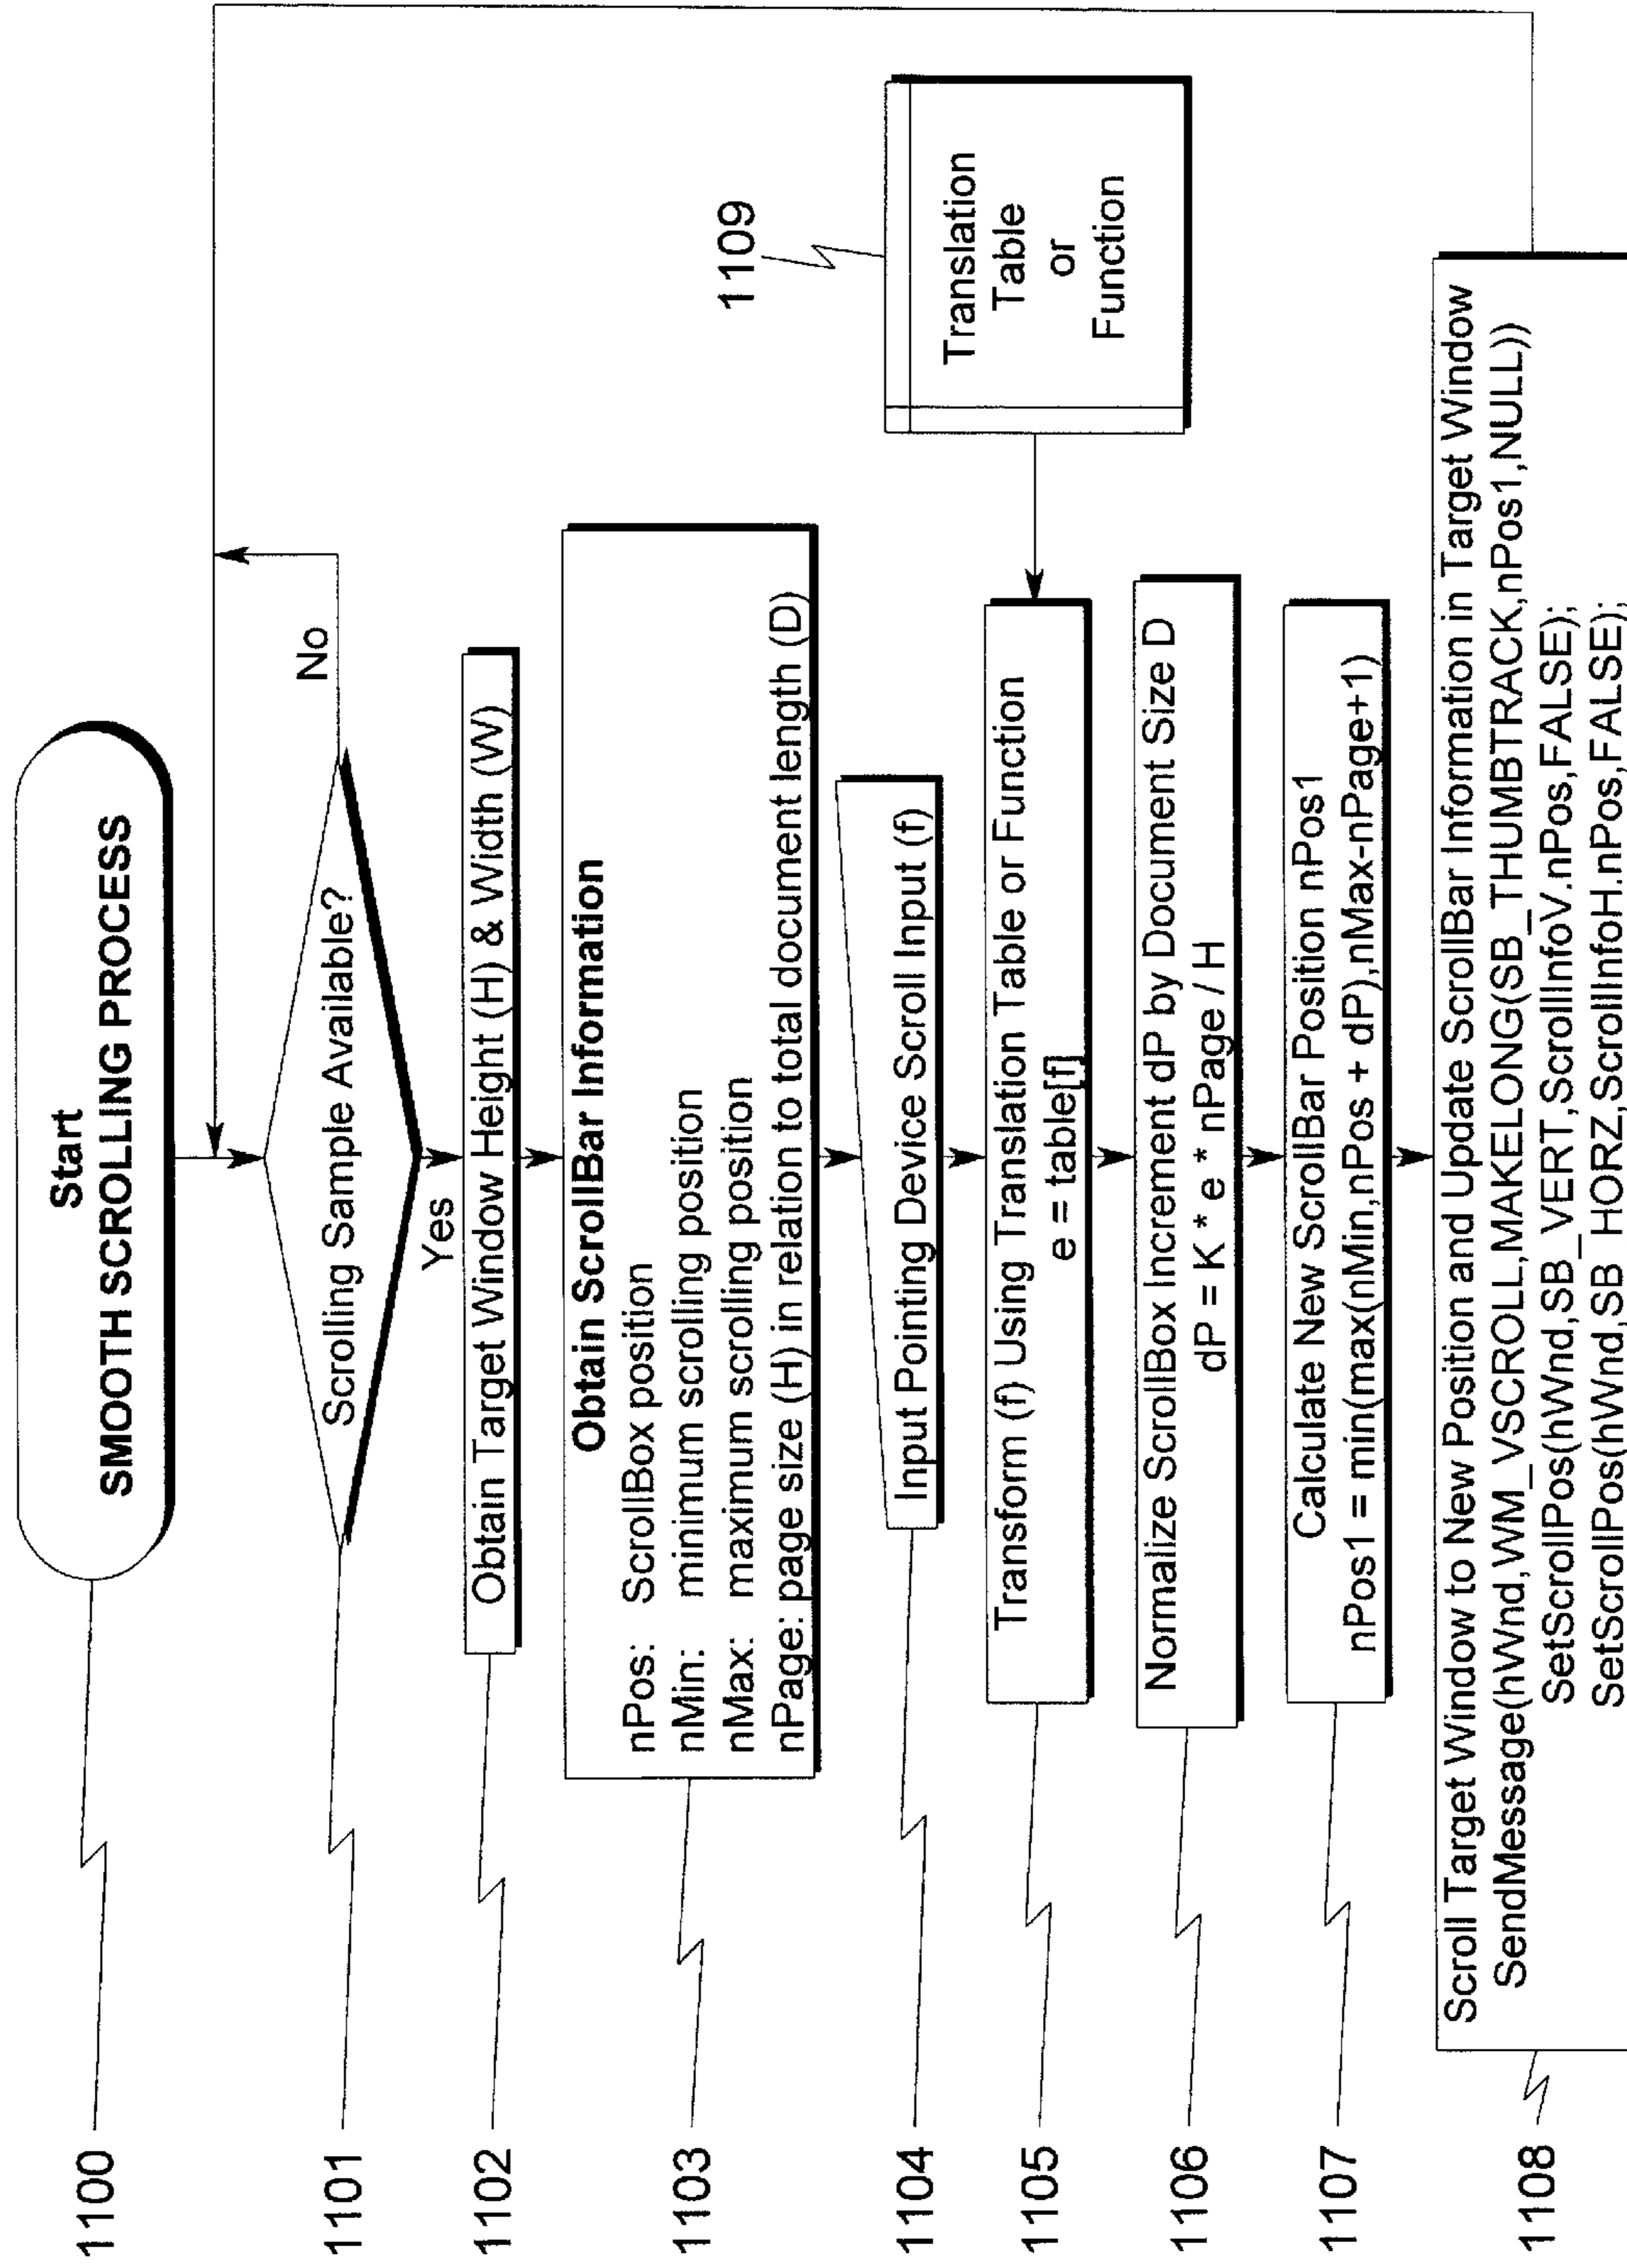 1100
Start
SMOOTH SCROLLING PROCESS
1101
Scrolling Sample Available?
No
Yes
1102
Obtain Target Window Height (H) & Width (W)
1103
Obtain ScrollBar Information
nPos: ScrollBox position
nMin: minimum scrolling position
nMax: maximum scrolling position
nPage: page size (H) in relation to total document length (D)
1104
Input Pointing Device Scroll Input (f)
1105
Transform (f) Using Translation Table or Function
e = table[f]
1109
Translation
Table
or
Function
1106
Normalize ScrollBox Increment dP by Document Size D
dP = K * e * nPage / H
1107
Calculate New ScrollBar Position nPos1
nPos1 = min(max(nMin,nPos + dP),nMax-nPage+1)
1108
Scroll Target Window to New Position and Update ScrollBar Information in Target Window
SendMessage(hWnd,WM_VSCROLL,MAKELONG(SB_THUMBTRACK,nPos1,NULL))
SetScrollPos(hWnd,SB_VERT,ScrollInfoV.nPos,FALSE);
SetScrollPos(hWnd,SB_HORZ,ScrollInfoH.nPos,FALSE);